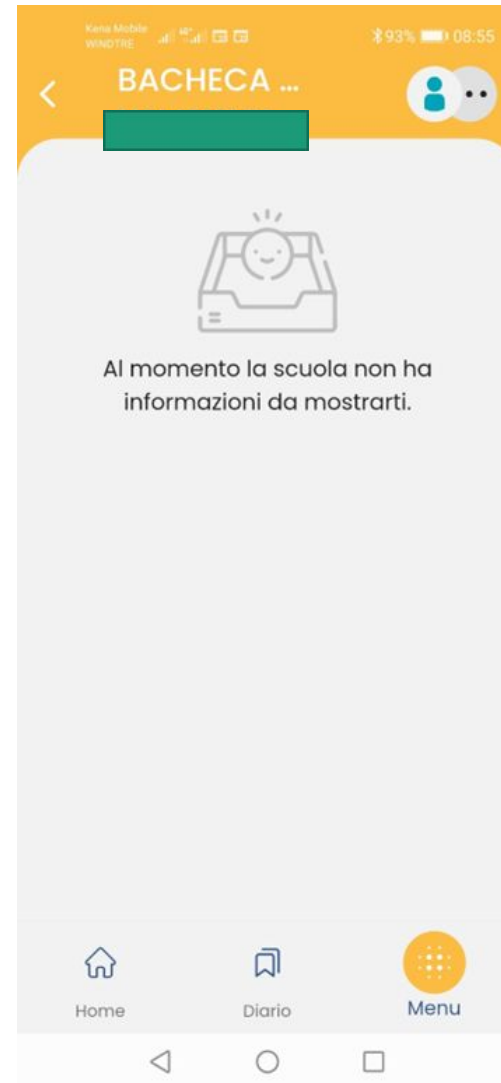 Kena Mobile
WINDTRE
93% 08:55
BACHECA ...
Al momento la scuola non ha
informazioni da mostrarti.
Home Diario Menu